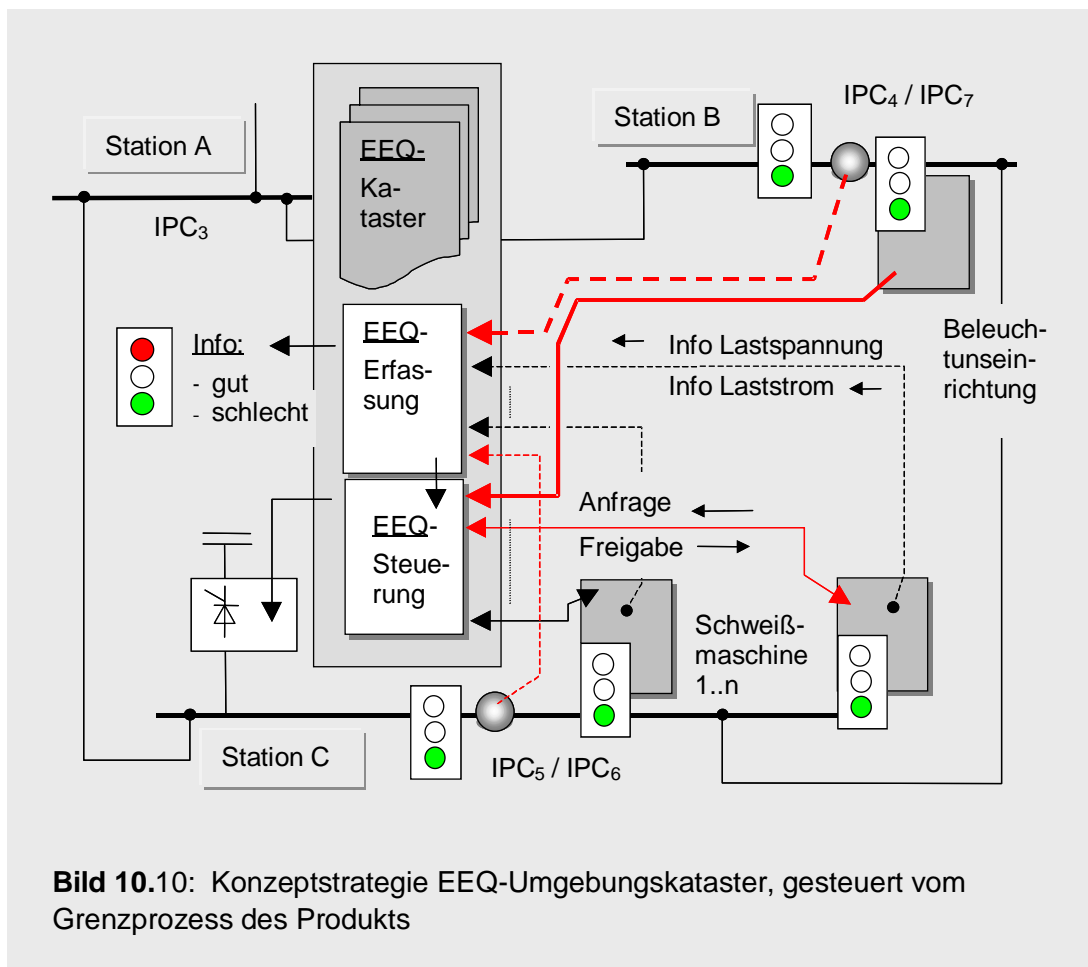 IPC4 / IPC7
Station B
Station A
EEQ-
Ka-
taster
IPC3
Info:
- gut
- schlecht
EEQ-
Erfas-
sung
Info Lastspannung
Info Laststrom
Beleuch-
tunsein-
richtung
Anfrage
Freigabe
EEQ-
Steue-
rung
Schweiß-
maschine
1..n
Station C
IPC5 / IPC6
Bild 10.10: Konzeptstrategie EEQ-Umgebungskataster, gesteuert vom
Grenzprozess des Produkts